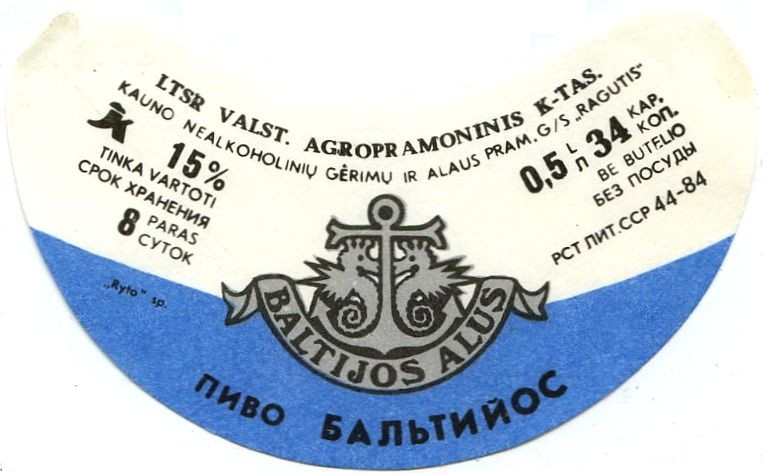 LTSR VALST. AGROPRAMONINIS K-TAS.
KAUNO NEALKOHOLINIŲ GĖRIMŲ IR ALAUS PRAM. G/S „RAGUTIS"
15%
TINKA VARTOTI
СРОК ХРАНЕНИЯ
8 PARAS
СУТОК
0,5 L
Л
34 KAP.
КОП.
BE BUTELIO
БЕЗ ПОСУДЫ
РСТ ЛИТ.ССР 44-84
„Ryto" sp.
BALTIJOS ALUS
ПИВО БАЛЬТИЙОС